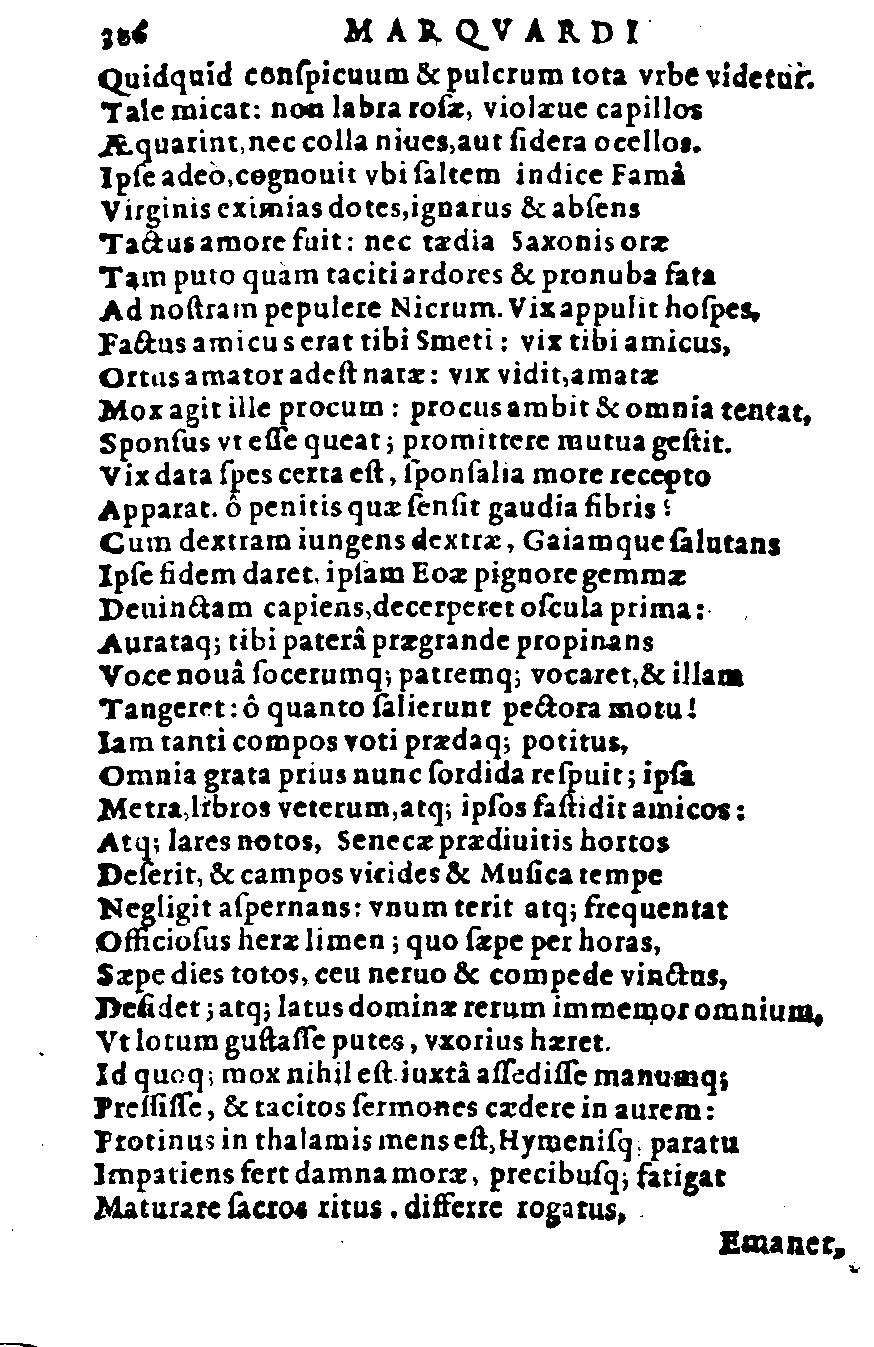 306 MARQVARDI
Quidquid conſpicuum & pulcrum tota vrbe videtur.
Tale micat: non labra roſæ, violæue capillos
Æquarint,nec colla niues,aut ſidera ocellos.
Ipſe adeò,cognouit vbi ſaltem indice Famâ
Virginis eximias dotes,ignarus & abſens
Tactus amore fuit: nec tædia Saxonis oræ
Tam puto quàm taciti ardores & pronuba fata
Ad noſtram pepulere Nicrum. Vix appulit hoſpes,
Factus amicus erat tibi Smeti: vix tibi amicus,
Ortus amator adeſt natæ: vix vidit,amatæ
Mox agit ille procum: procus ambit & omnia tentat,
Sponſus vt eſſe queat; promittere mutua geſtit.
Vix data ſpes certa eſt, ſponſalia more recepto
Apparat. ô penitis quæ ſenſit gaudia fibris!
Cum dextram iungens dextræ, Gaiamque ſalutans
Ipſe fidem daret, ipſam Eoæ pignore gemmæ
Deuinctam capiens,decerperet oſcula prima:
Aurataq; tibi paterâ prægrande propinans
Voce nouâ ſocerumq; patremq; vocaret,& illam
Tangeret: ô quanto ſalierunt pectora motu!
Iam tanti compos voti prædaq; potitus,
Omnia grata prius nunc ſordida reſpuit; ipſa
Metra,libros veterum,atq; ipſos faſtidit amicos:
Atq; lares notos, Senecæ prædiuitis hortos
Deſerit, & campos virides & Muſica tempe
Negligit aſpernans: vnum terit atq; frequentat
Officioſus heræ limen; quo ſæpe per horas,
Sæpe dies totos, ceu neruo & compede vinctus,
Deſidet; atq; latus dominæ rerum immemor omnium,
Vt lotum guſtaſſe putes, vxorius hæret.
Id quoq; mox nihil eſt. iuxtâ aſſediſſe manumq;
Preſſiſſe, & tacitos ſermones cædere in aurem:
Protinus in thalamis mens eſt,Hymeniſq; paratu
Impatiens fert damna moræ, precibuſq; fatigat
Maturare ſacros ritus. differre rogatus,
Emanet,